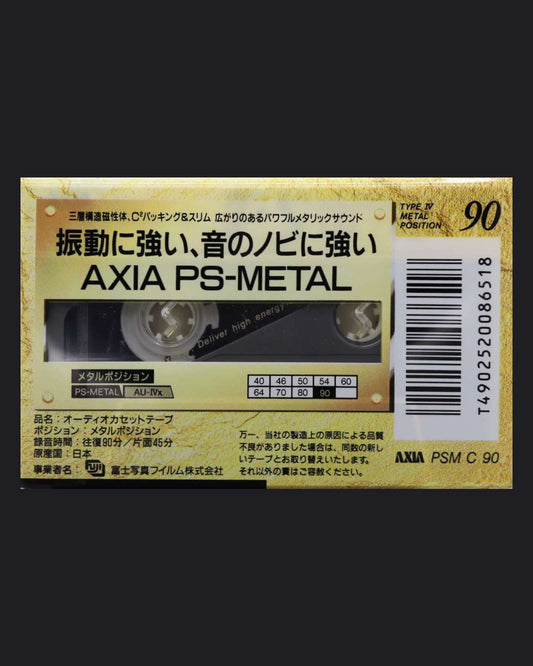 三層構造磁性体、C²バッキング&スリム 広がりのあるパワフルメタリックサウンド
振動に強い、音のノビに強い
AXIA PS-METAL
TYPE IV
METAL
POSITION
90
Deliver high energy
メタルポジション
PS-METAL AU-IVx
40 46 50 54 60
64 70 80 90
品名：オーディオカセットテープ
ポジション：メタルポジション
録音時間：往復90分／片面45分
原産国：日本
事業者名： FUJI 富士写真フイルム株式会社
万一、当社の製造上の原因による品質
不良がありました場合は、同数の新し
いテープとお取り替えいたします。
それ以外の責はご容赦ください。
T4902520086518
AXIA PSM C 90